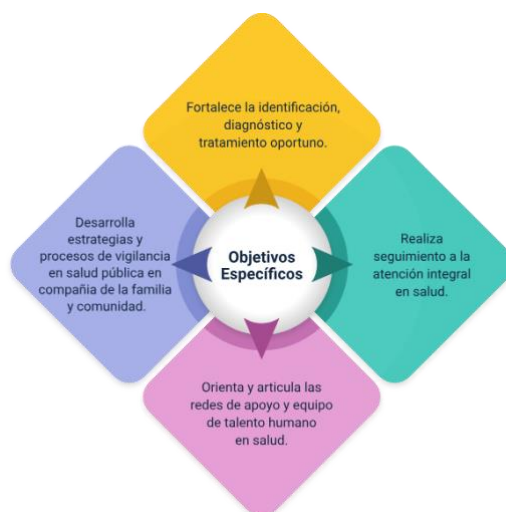 Fortalece la identificación,
diagnóstico y
tratamiento oportuno.
Desarrolla
estrategias y
procesos de vigilancia
en salud pública en
compañia de la familia
y comunidad.
Objetivos
Específicos
Realiza
seguimiento a la
atención integral
en salud.
Orienta y articula las
redes de apoyo y equipo
de talento humano
en salud.